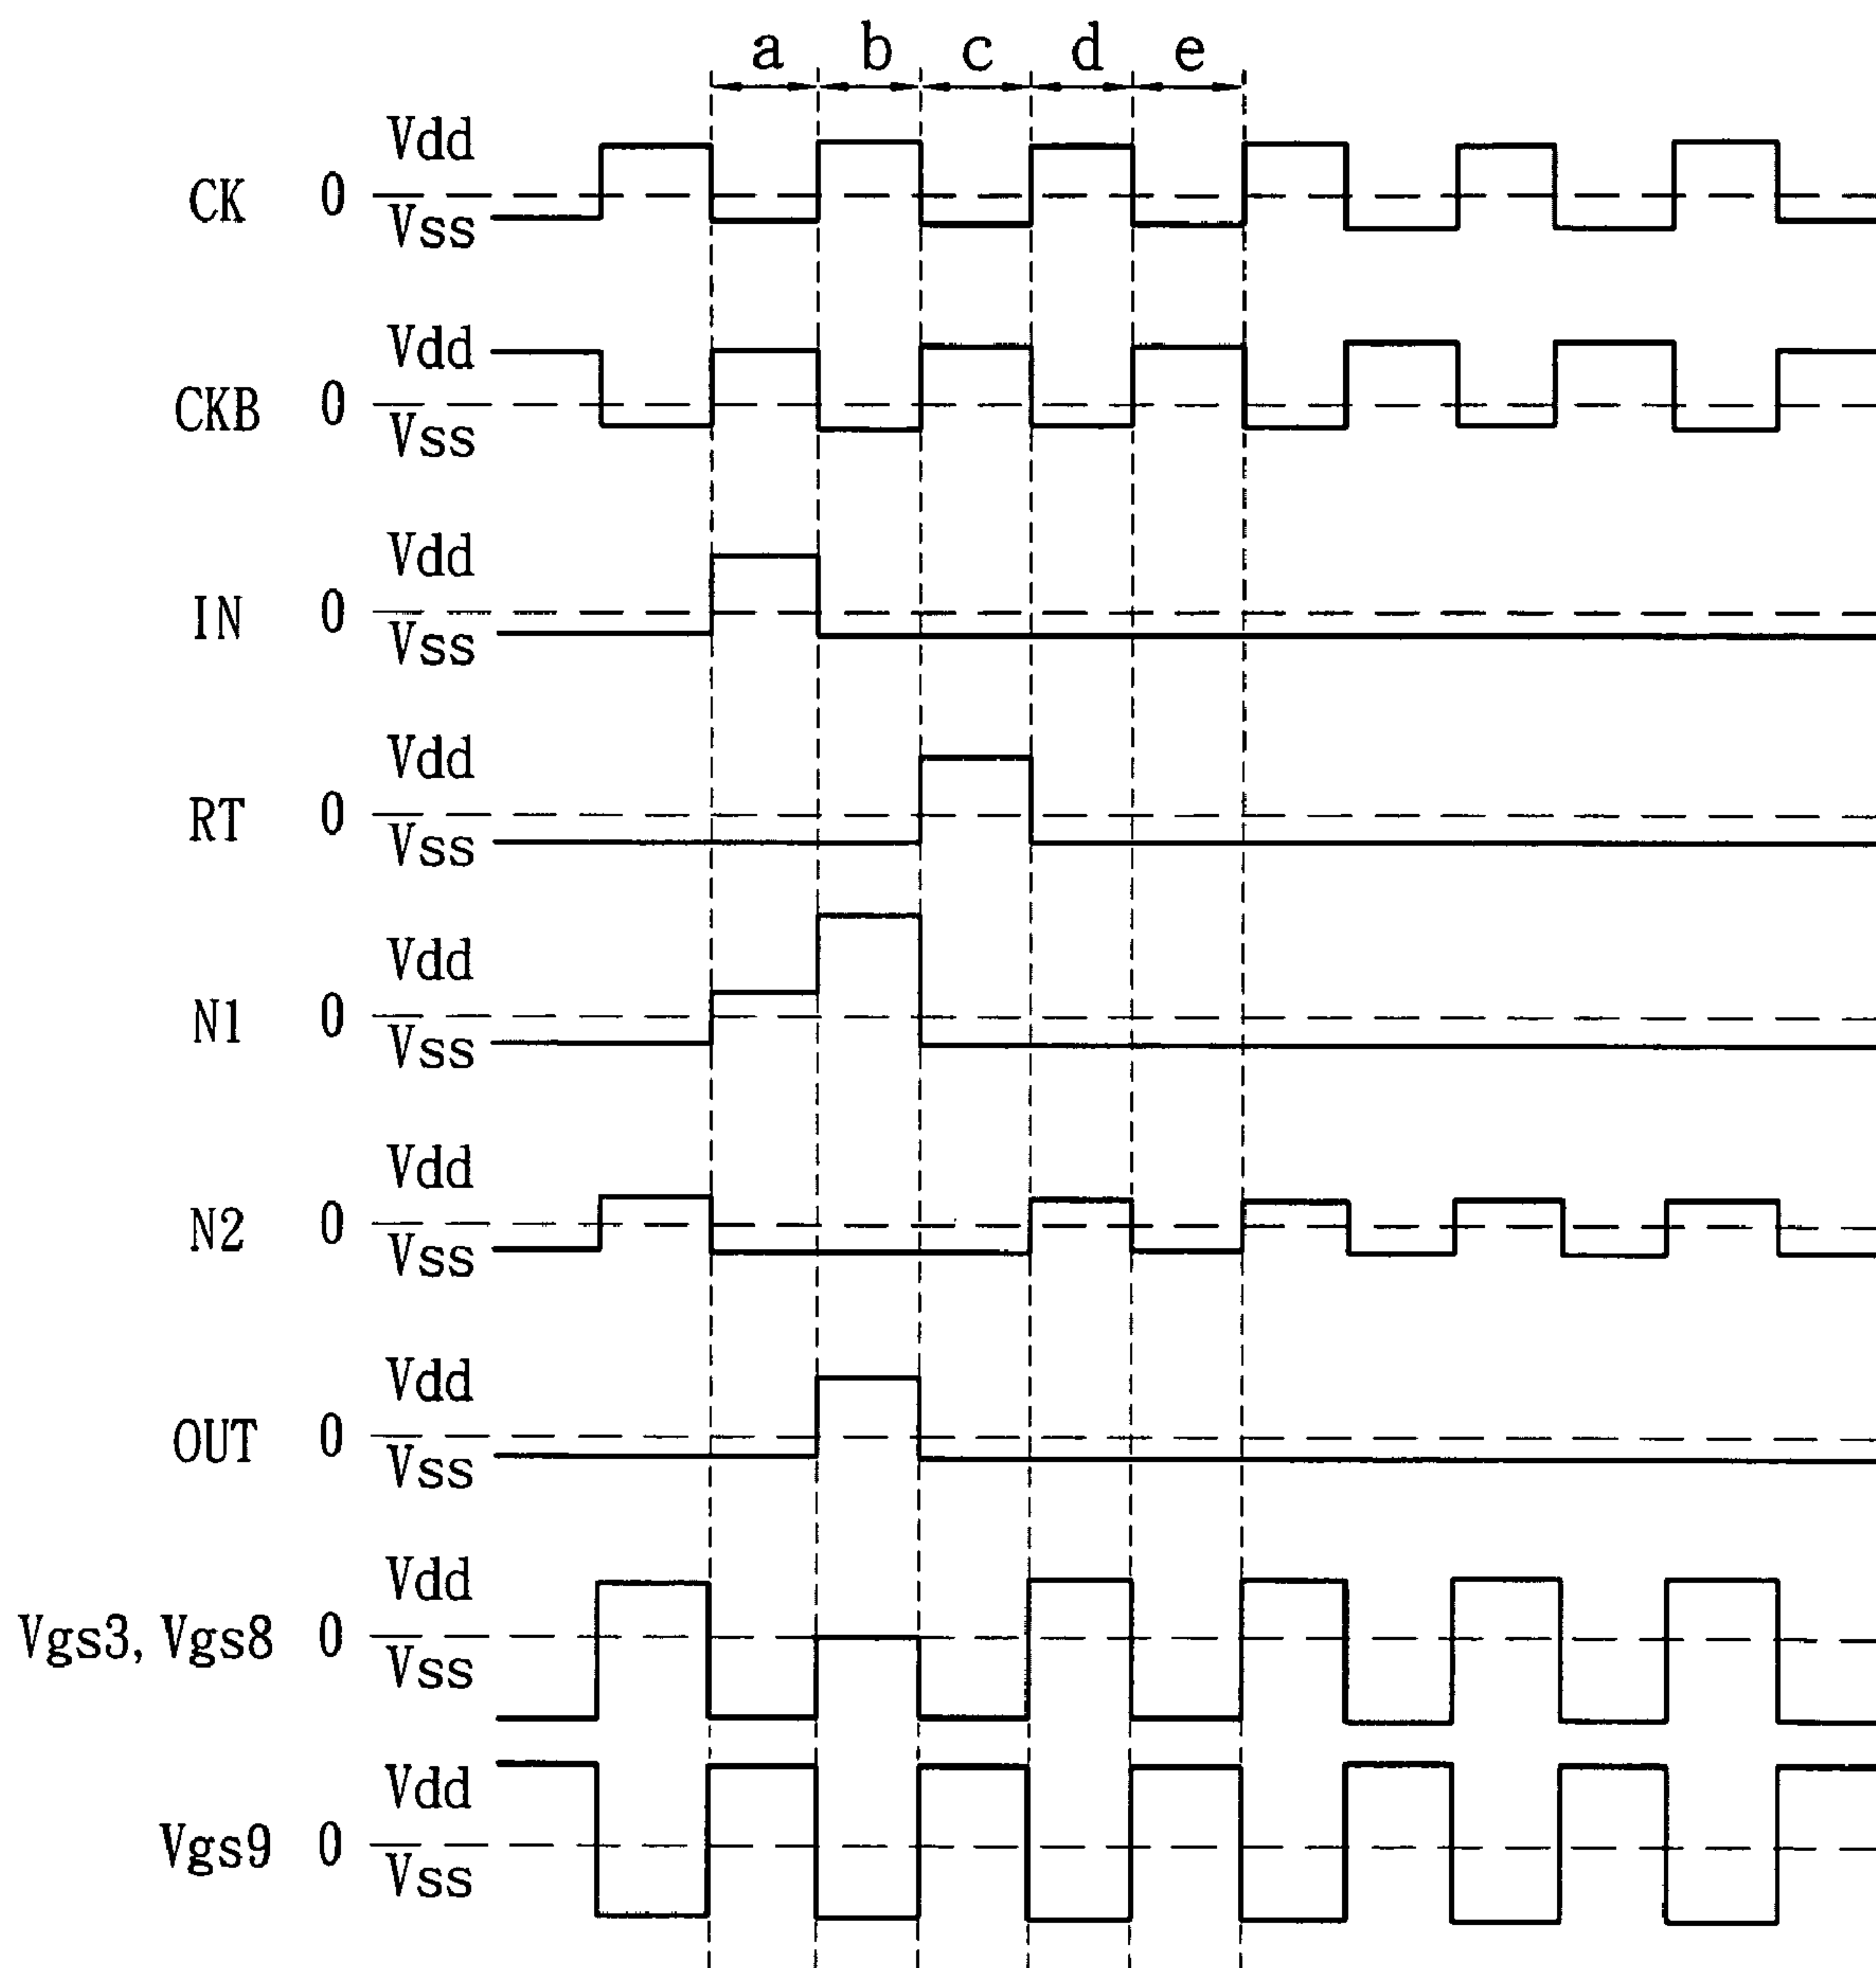 a b c d e
Vdd
CK 0
Vss
Vdd
CKB 0
Vss
Vdd
IN 0
Vss
Vdd
RT 0
Vss
Vdd
N1 0
Vss
Vdd
N2 0
Vss
Vdd
OUT 0
Vss
Vdd
Vgs3, Vgs8 0
Vss
Vdd
Vgs9 0
Vss